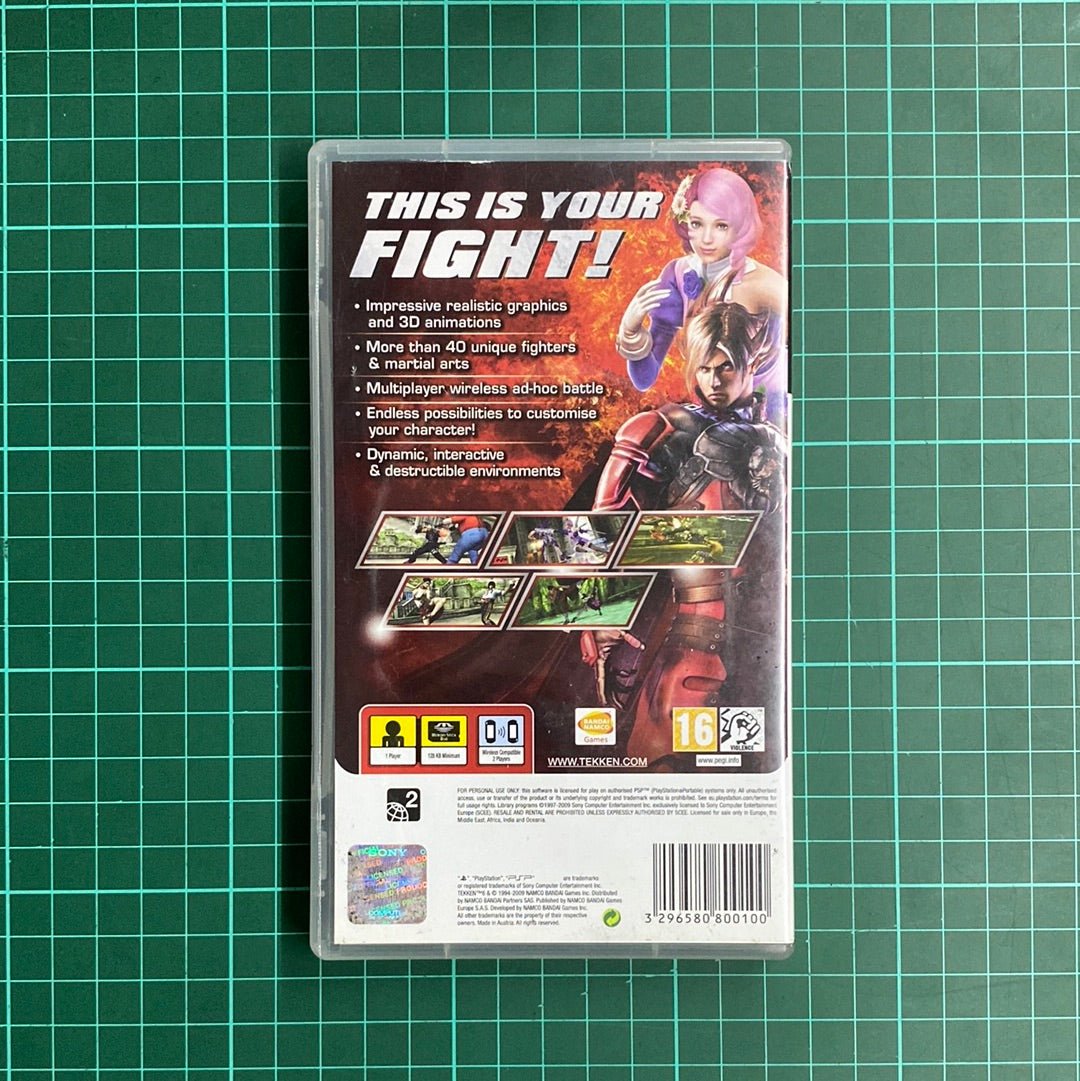 THIS IS YOUR
FIGHT!
• Impressive realistic graphics
and 3D animations
• More than 40 unique fighters
& martial arts
• Multiplayer wireless ad-hoc battle
• Endless possibilities to customise
your character!
• Dynamic, interactive
& destructible environments
1 Player
128 KB Minimum
Wireless Compatible
2 Players
BANDAI
NAMCO
Games
WWW.TEKKEN.COM
16
VIOLENCE
www.pegi.info
2
FOR PERSONAL USE ONLY: this software is licensed for play on authorised PSP™ (PlayStation®Portable) systems only. All unauthorised
access, use or transfer of the product or its underlying copyright and trademark works is prohibited. See eu.playstation.com/terms for
full usage rights. Library programs ©1997-2009 Sony Computer Entertainment Inc. exclusively licensed to Sony Computer Entertainment
Europe (SCEE). RESALE AND RENTAL ARE PROHIBITED UNLESS EXPRESSLY AUTHORISED BY SCEE. Licensed for sale only in Europe, the
Middle East, Africa, India and Oceania.
SONY
LICENSED
"PlayStation", "PSP" are trademarks
or registered trademarks of Sony Computer Entertainment Inc.
TEKKEN™6 & © 1994-2009 NAMCO BANDAI Games Inc. Distributed
by NAMCO BANDAI Partners SAS. Published by NAMCO BANDAI Games
Europe S.A.S. Developed by NAMCO BANDAI Games Inc.
All other trademarks are the property of their respective
owners. Made in Austria. All rights reserved.
3 296580 800100